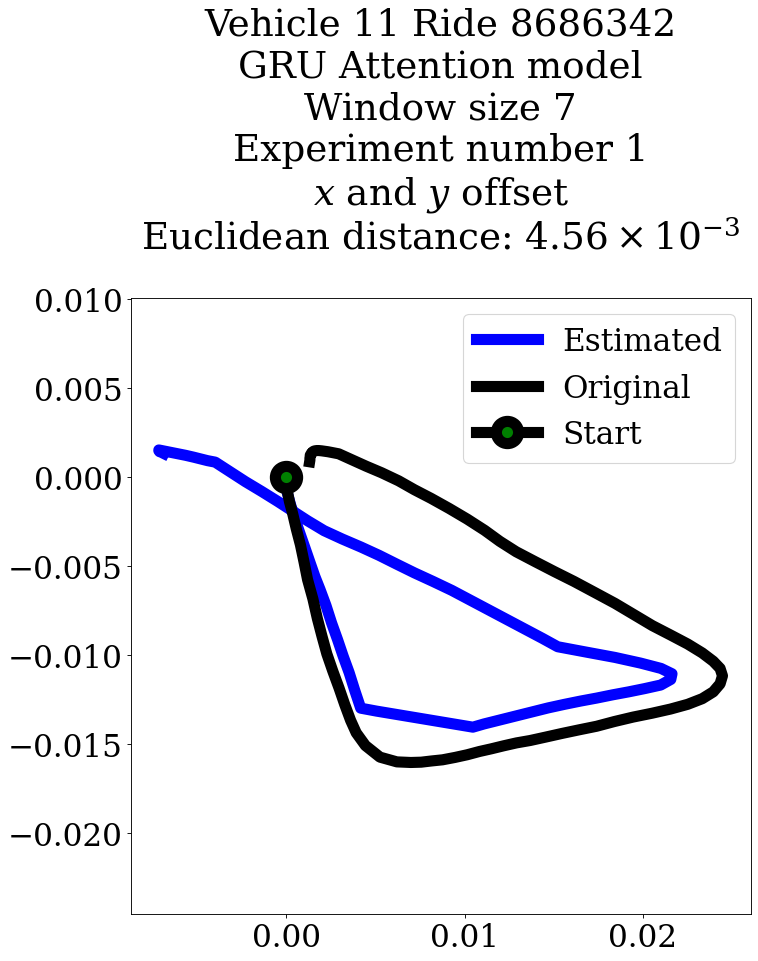 Vehicle 11 Ride 8686342
GRU Attention model
Window size 7
Experiment number 1
x and y offset
Euclidean distance: 4.56 × 10⁻³
0.010
Estimated
0.005
Original
Start
0.000
−0.005
−0.010
−0.015
−0.020
0.00 0.01 0.02